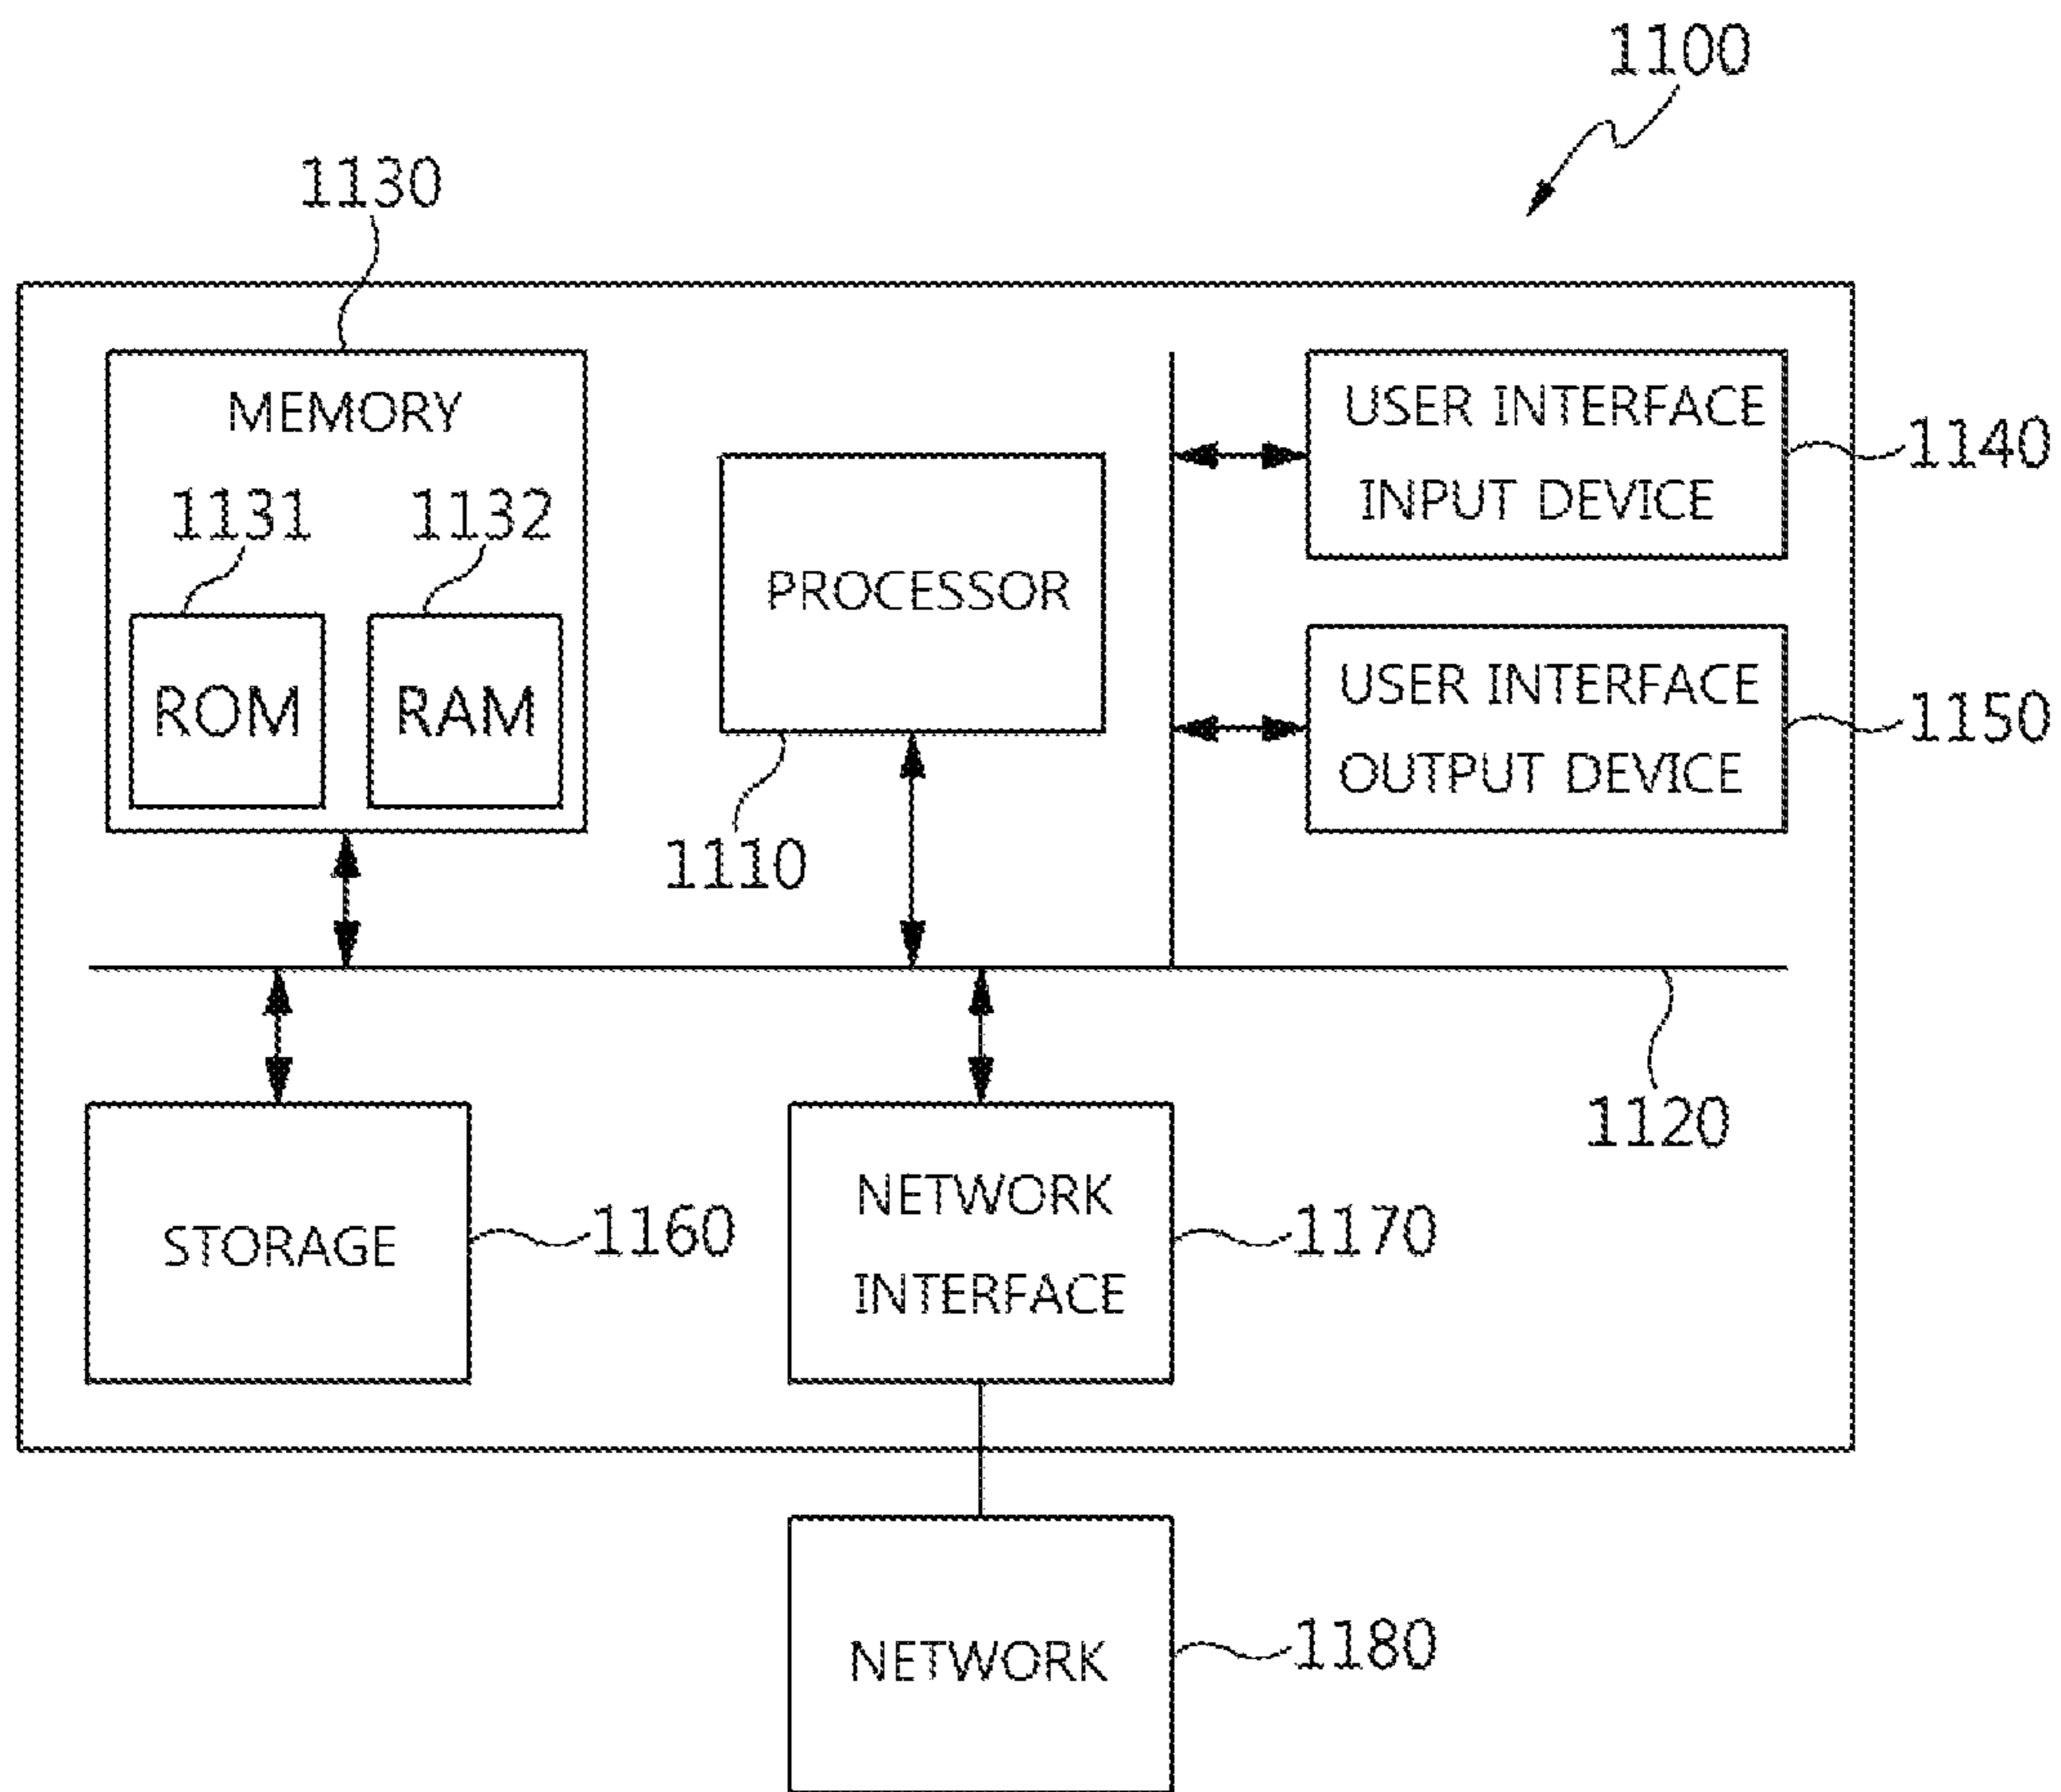 1100
1130
MEMORY
1131
1132
ROM
RAM
PROCESSOR
1110
USER INTERFACE
INPUT DEVICE
1140
USER INTERFACE
OUTPUT DEVICE
1150
1120
STORAGE
1160
NETWORK
INTERFACE
1170
NETWORK
1180